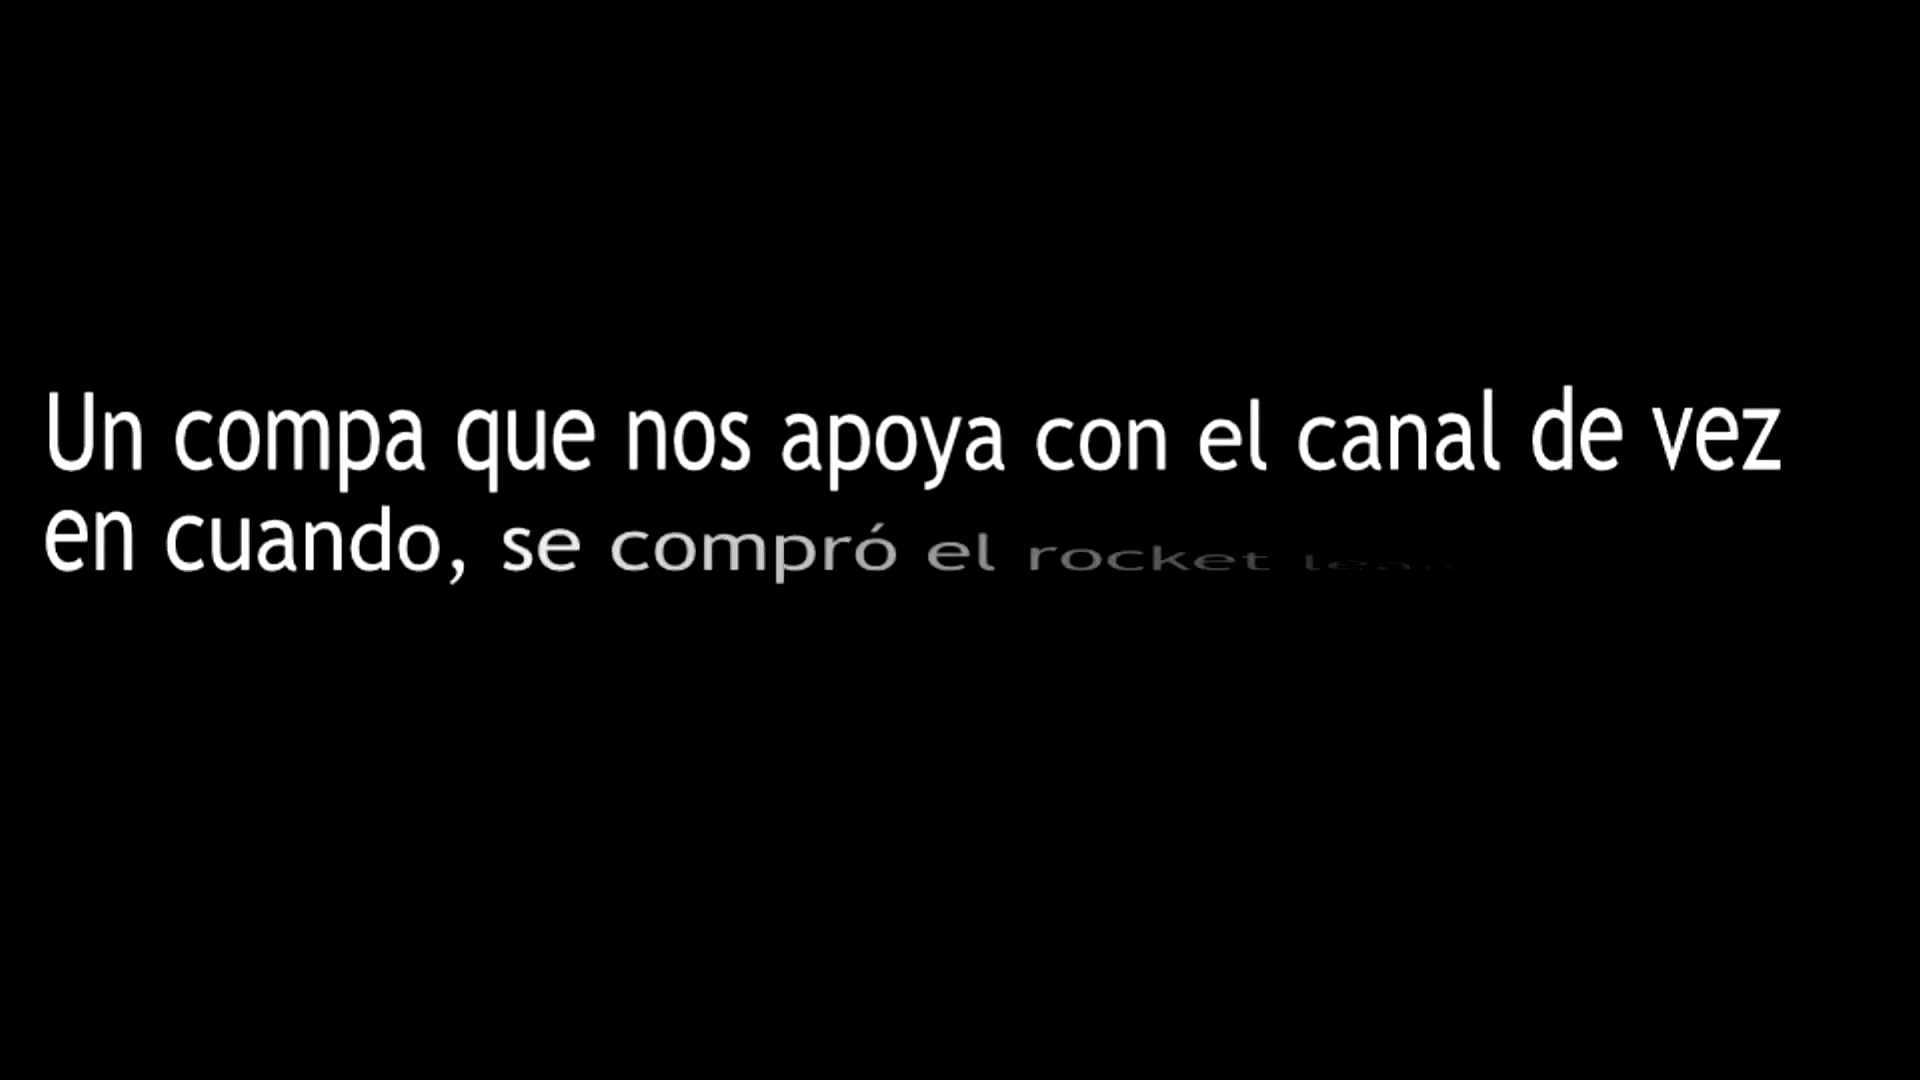 Un compa que nos apoya con el canal de vez
en cuando, se compró el rocket